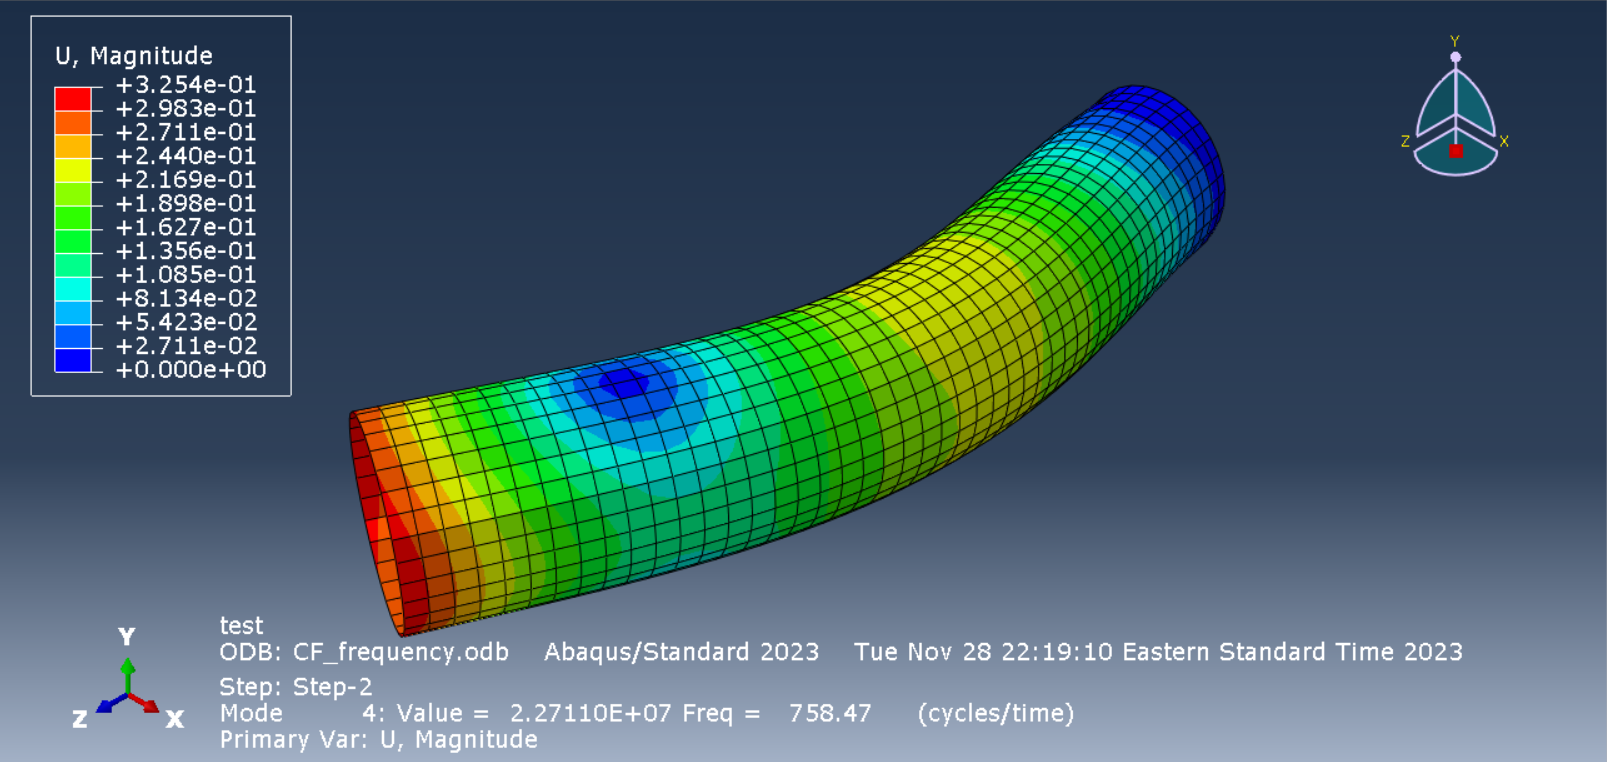 U, Magnitude
+3.254e-01
+2.983e-01
+2.711e-01
+2.440e-01
+2.169e-01
+1.898e-01
+1.627e-01
+1.356e-01
+1.085e-01
+8.134e-02
+5.423e-02
+2.711e-02
+0.000e+00
Y
Z
X
Y
Z
X
test
ODB: CF_frequency.odb Abaqus/Standard 2023 Tue Nov 28 22:19:10 Eastern Standard Time 2023
Step: Step-2
Mode 4: Value = 2.27110E+07 Freq = 758.47 (cycles/time)
Primary Var: U, Magnitude